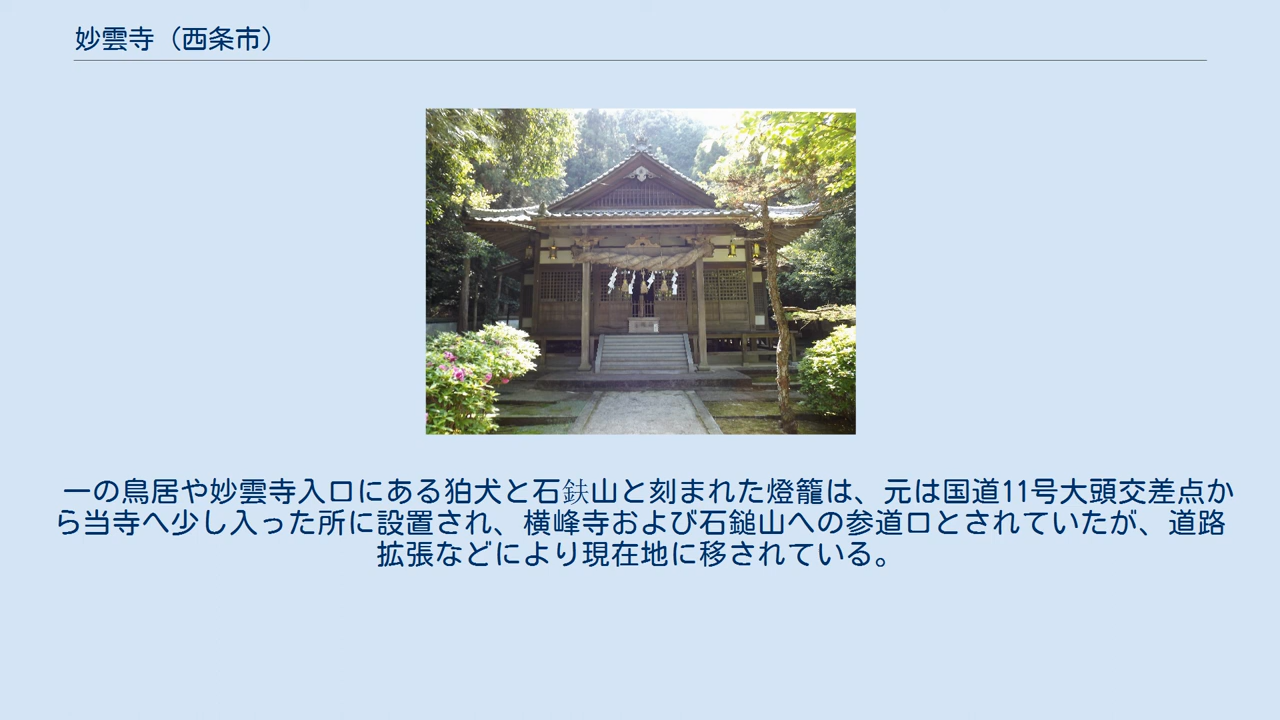 妙雲寺（西条市）
一の鳥居や妙雲寺入口にある狛犬と石鈇山と刻まれた燈籠は、元は国道11号大頭交差点か
ら当寺へ少し入った所に設置され、横峰寺および石鎚山への参道口とされていたが、道路
拡張などにより現在地に移されている。